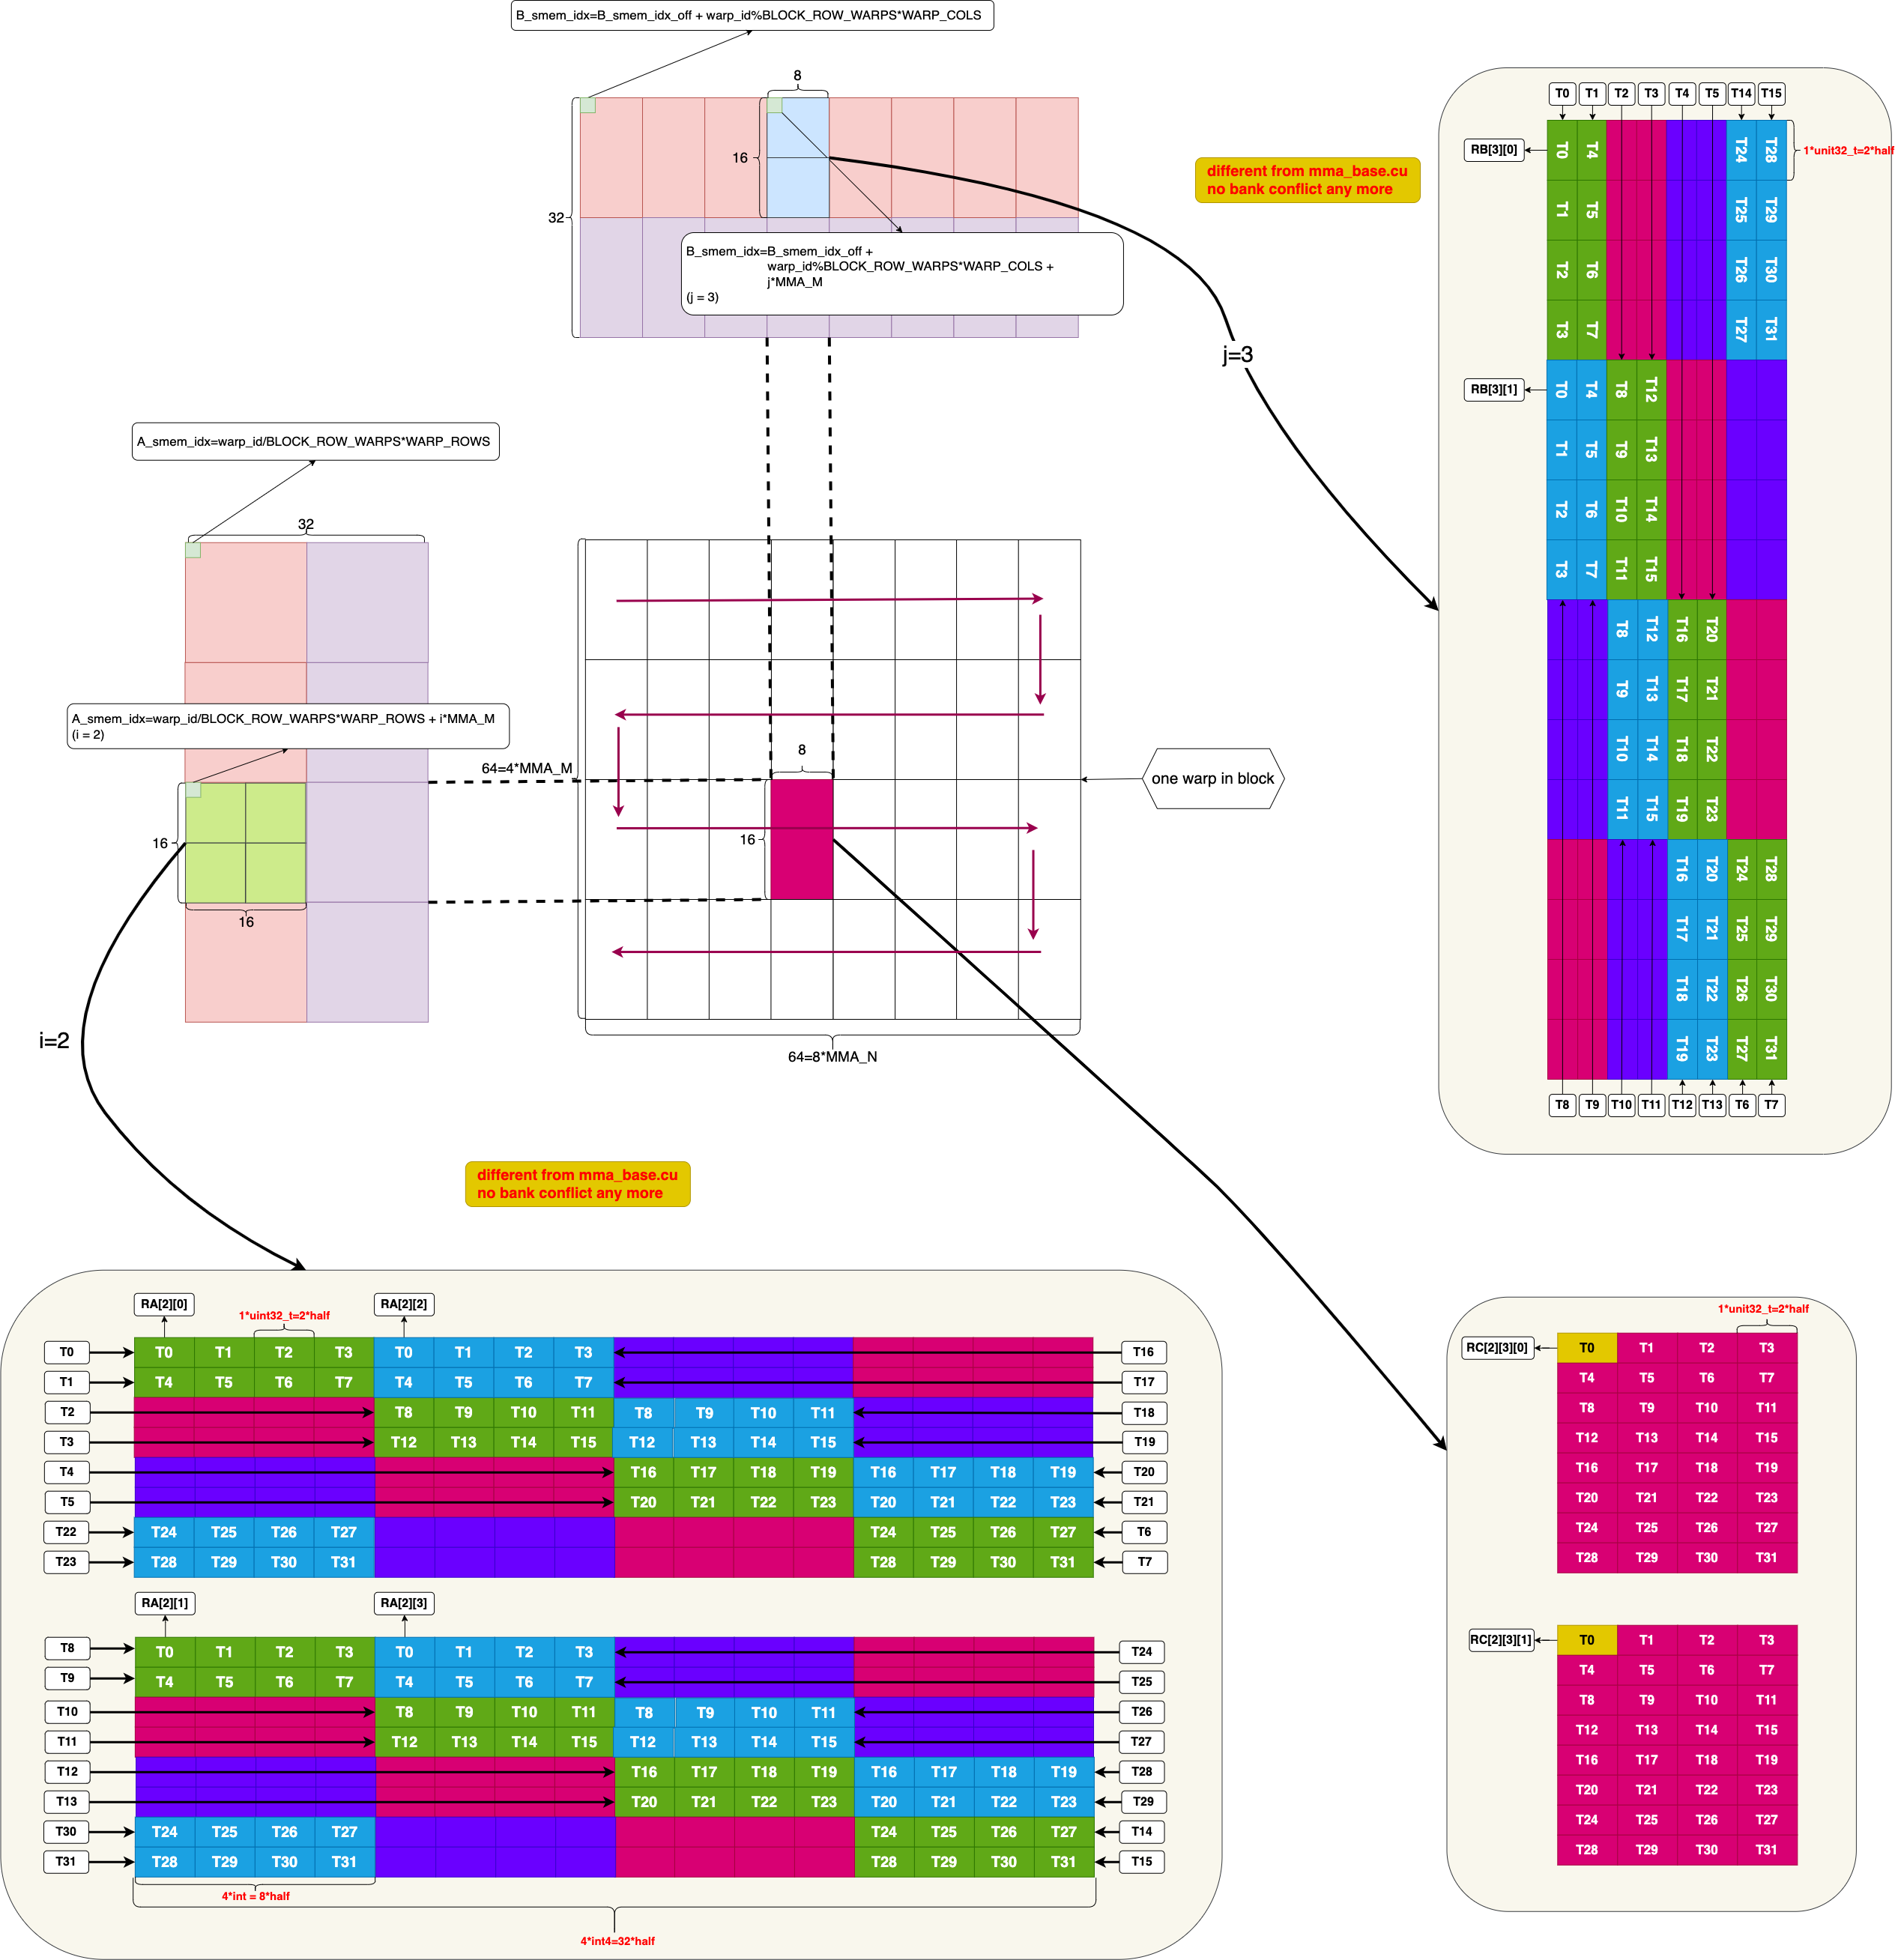 B_smem_idx=B_smem_idx_off + warp_id%BLOCK_ROW_WARPS*WARP_COLS
8
16
32
B_smem_idx=B_smem_idx_off +
warp_id%BLOCK_ROW_WARPS*WARP_COLS +
j*MMA_M
(j = 3)
different from mma_base.cu
no bank conflict any more
j=3
T0 T1 T2 T3 T4 T5 T14 T15
RB[3][0]
1*unit32_t=2*half
T0 T4 T24 T28
T1 T5 T25 T29
T2 T6 T26 T30
T3 T7 T27 T31
RB[3][1]
T0 T4 T8 T12
T1 T5 T9 T13
T2 T6 T10 T14
T3 T7 T11 T15
T8 T12 T16 T20
T9 T13 T17 T21
T10 T14 T18 T22
T11 T15 T19 T23
T16 T20 T24 T28
T17 T21 T25 T29
T18 T22 T26 T30
T19 T23 T27 T31
T8 T9 T10 T11 T12 T13 T6 T7
A_smem_idx=warp_id/BLOCK_ROW_WARPS*WARP_ROWS
32
A_smem_idx=warp_id/BLOCK_ROW_WARPS*WARP_ROWS + i*MMA_M
(i = 2)
16
16
64=4*MMA_M
8
16
one warp in block
64=8*MMA_N
i=2
different from mma_base.cu
no bank conflict any more
RA[2][0] 1*uint32_t=2*half RA[2][2]
T0 T0 T1 T2 T3 T0 T1 T2 T3 T16
T1 T4 T5 T6 T7 T4 T5 T6 T7 T17
T2 T8 T9 T10 T11 T8 T9 T10 T11 T18
T3 T12 T13 T14 T15 T12 T13 T14 T15 T19
T4 T16 T17 T18 T19 T16 T17 T18 T19 T20
T5 T20 T21 T22 T23 T20 T21 T22 T23 T21
T22 T24 T25 T26 T27 T24 T25 T26 T27 T6
T23 T28 T29 T30 T31 T28 T29 T30 T31 T7
RA[2][1] RA[2][3]
T8 T0 T1 T2 T3 T0 T1 T2 T3 T24
T9 T4 T5 T6 T7 T4 T5 T6 T7 T25
T10 T8 T9 T10 T11 T8 T9 T10 T11 T26
T11 T12 T13 T14 T15 T12 T13 T14 T15 T27
T12 T16 T17 T18 T19 T16 T17 T18 T19 T28
T13 T20 T21 T22 T23 T20 T21 T22 T23 T29
T30 T24 T25 T26 T27 T24 T25 T26 T27 T14
T31 T28 T29 T30 T31 T28 T29 T30 T31 T15
4*int = 8*half
4*int4=32*half
1*unit32_t=2*half
RC[2][3][0] T0 T1 T2 T3
T4 T5 T6 T7
T8 T9 T10 T11
T12 T13 T14 T15
T16 T17 T18 T19
T20 T21 T22 T23
T24 T25 T26 T27
T28 T29 T30 T31
RC[2][3][1] T0 T1 T2 T3
T4 T5 T6 T7
T8 T9 T10 T11
T12 T13 T14 T15
T16 T17 T18 T19
T20 T21 T22 T23
T24 T25 T26 T27
T28 T29 T30 T31